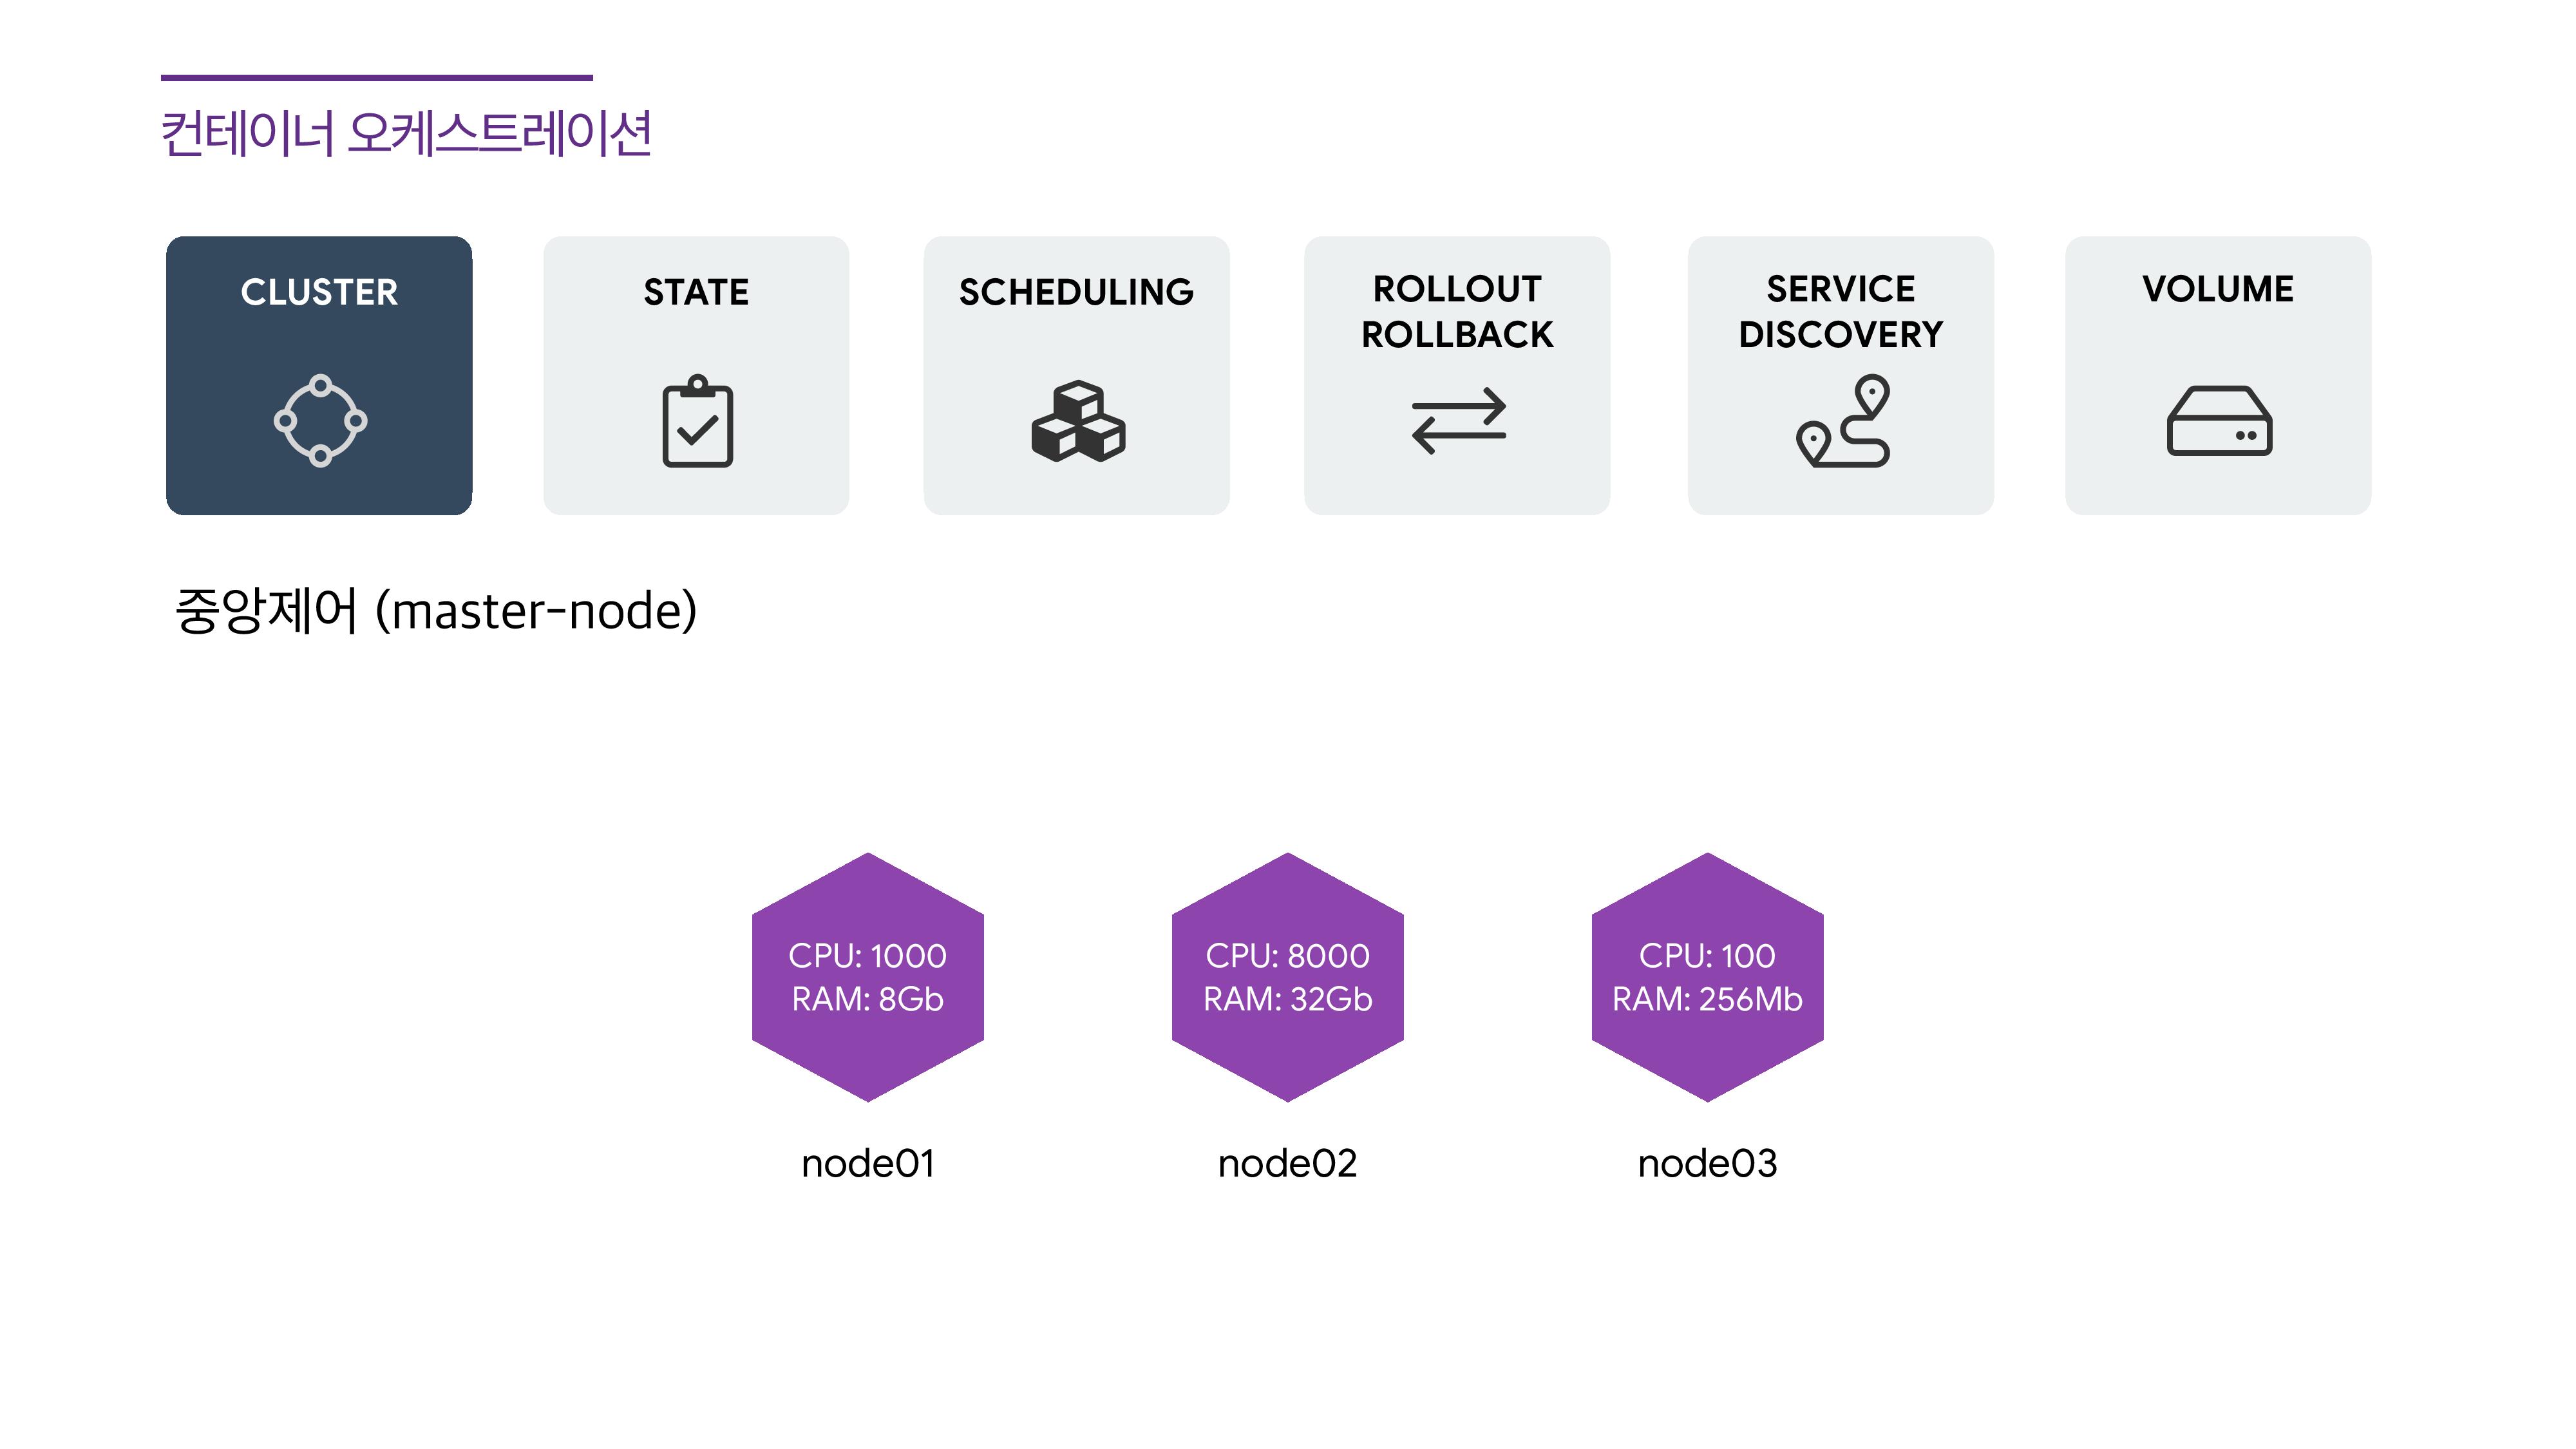 컨테이너 오케스트레이션
CLUSTER
STATE
SCHEDULING
ROLLOUT
ROLLBACK
SERVICE
DISCOVERY
VOLUME
중앙제어 (master-node)
CPU: 1000
RAM: 8Gb
node01
CPU: 8000
RAM: 32Gb
node02
CPU: 100
RAM: 256Mb
node03